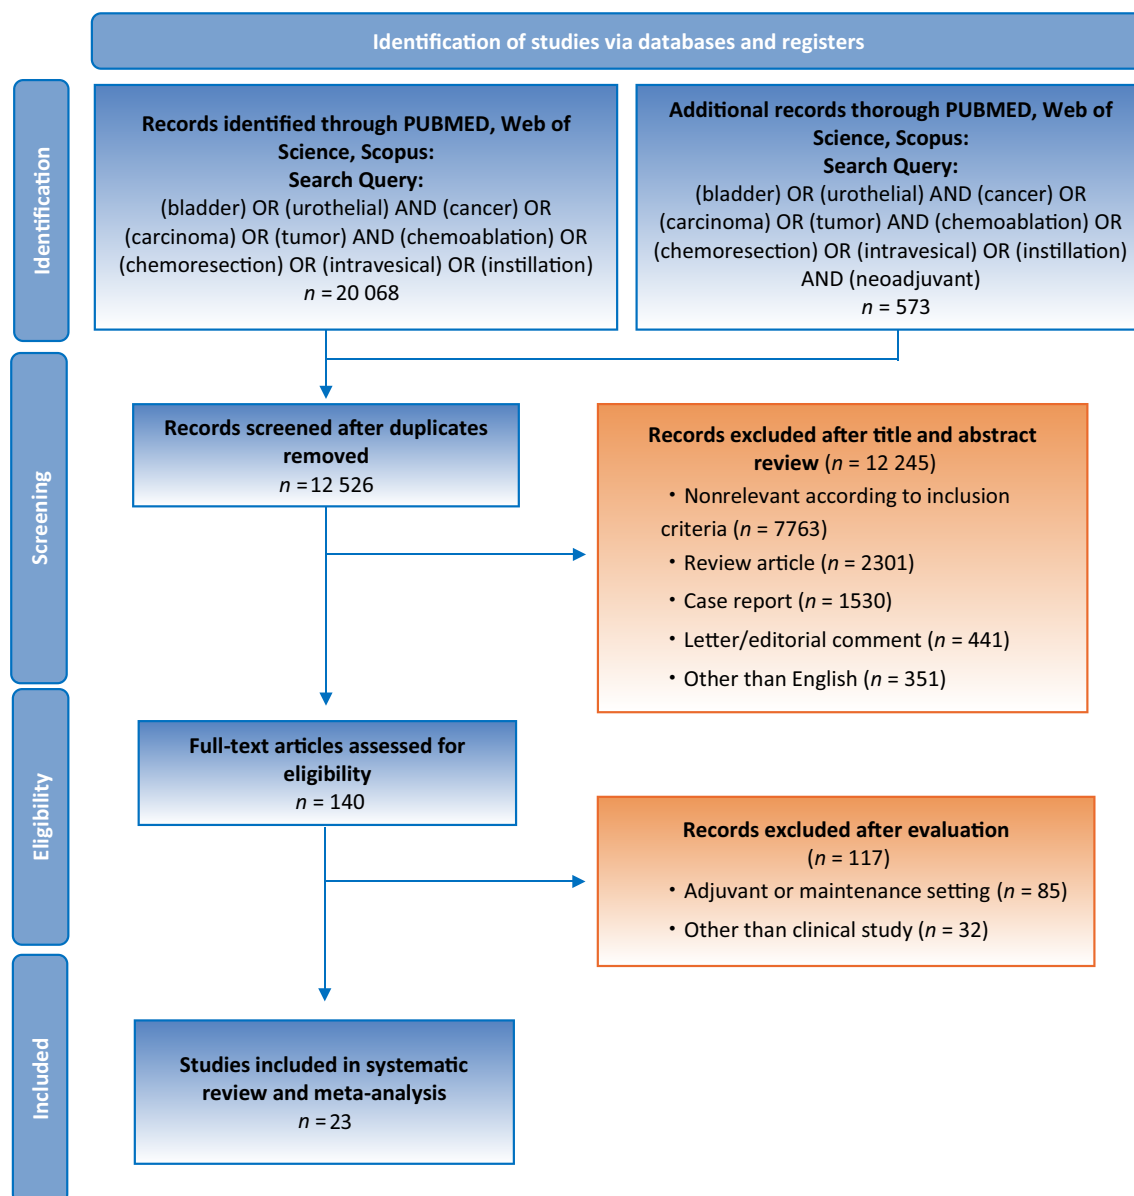 Identification of studies via databases and registers
Identification
Records identified through PUBMED, Web of
Science, Scopus:
Search Query:
(bladder) OR (urothelial) AND (cancer) OR
(carcinoma) OR (tumor) AND (chemoablation) OR
(chemoresection) OR (intravesical) OR (instillation)
n = 20 068
Additional records thorough PUBMED, Web of
Science, Scopus:
Search Query:
(bladder) OR (urothelial) AND (cancer) OR
(carcinoma) OR (tumor) AND (chemoablation) OR
(chemoresection) OR (intravesical) OR (instillation)
AND (neoadjuvant)
n = 573
Screening
Records screened after duplicates
removed
n = 12 526
Records excluded after title and abstract
review (n = 12 245)
・Nonrelevant according to inclusion
criteria (n = 7763)
・Review article (n = 2301)
・Case report (n = 1530)
・Letter/editorial comment (n = 441)
・Other than English (n = 351)
Eligibility
Full-text articles assessed for
eligibility
n = 140
Records excluded after evaluation
(n = 117)
・Adjuvant or maintenance setting (n = 85)
・Other than clinical study (n = 32)
Included
Studies included in systematic
review and meta-analysis
n = 23